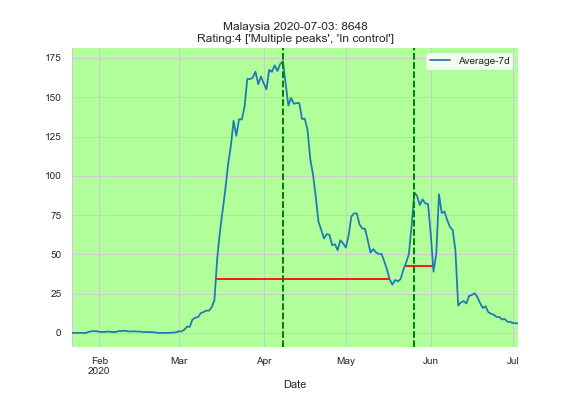 Malaysia 2020-07-03: 8648
Rating:4 ['Multiple peaks', 'In control']
Average-7d
175
150
125
100
75
50
25
0
Feb
2020
Mar
Apr
May
Jun
Jul
Date